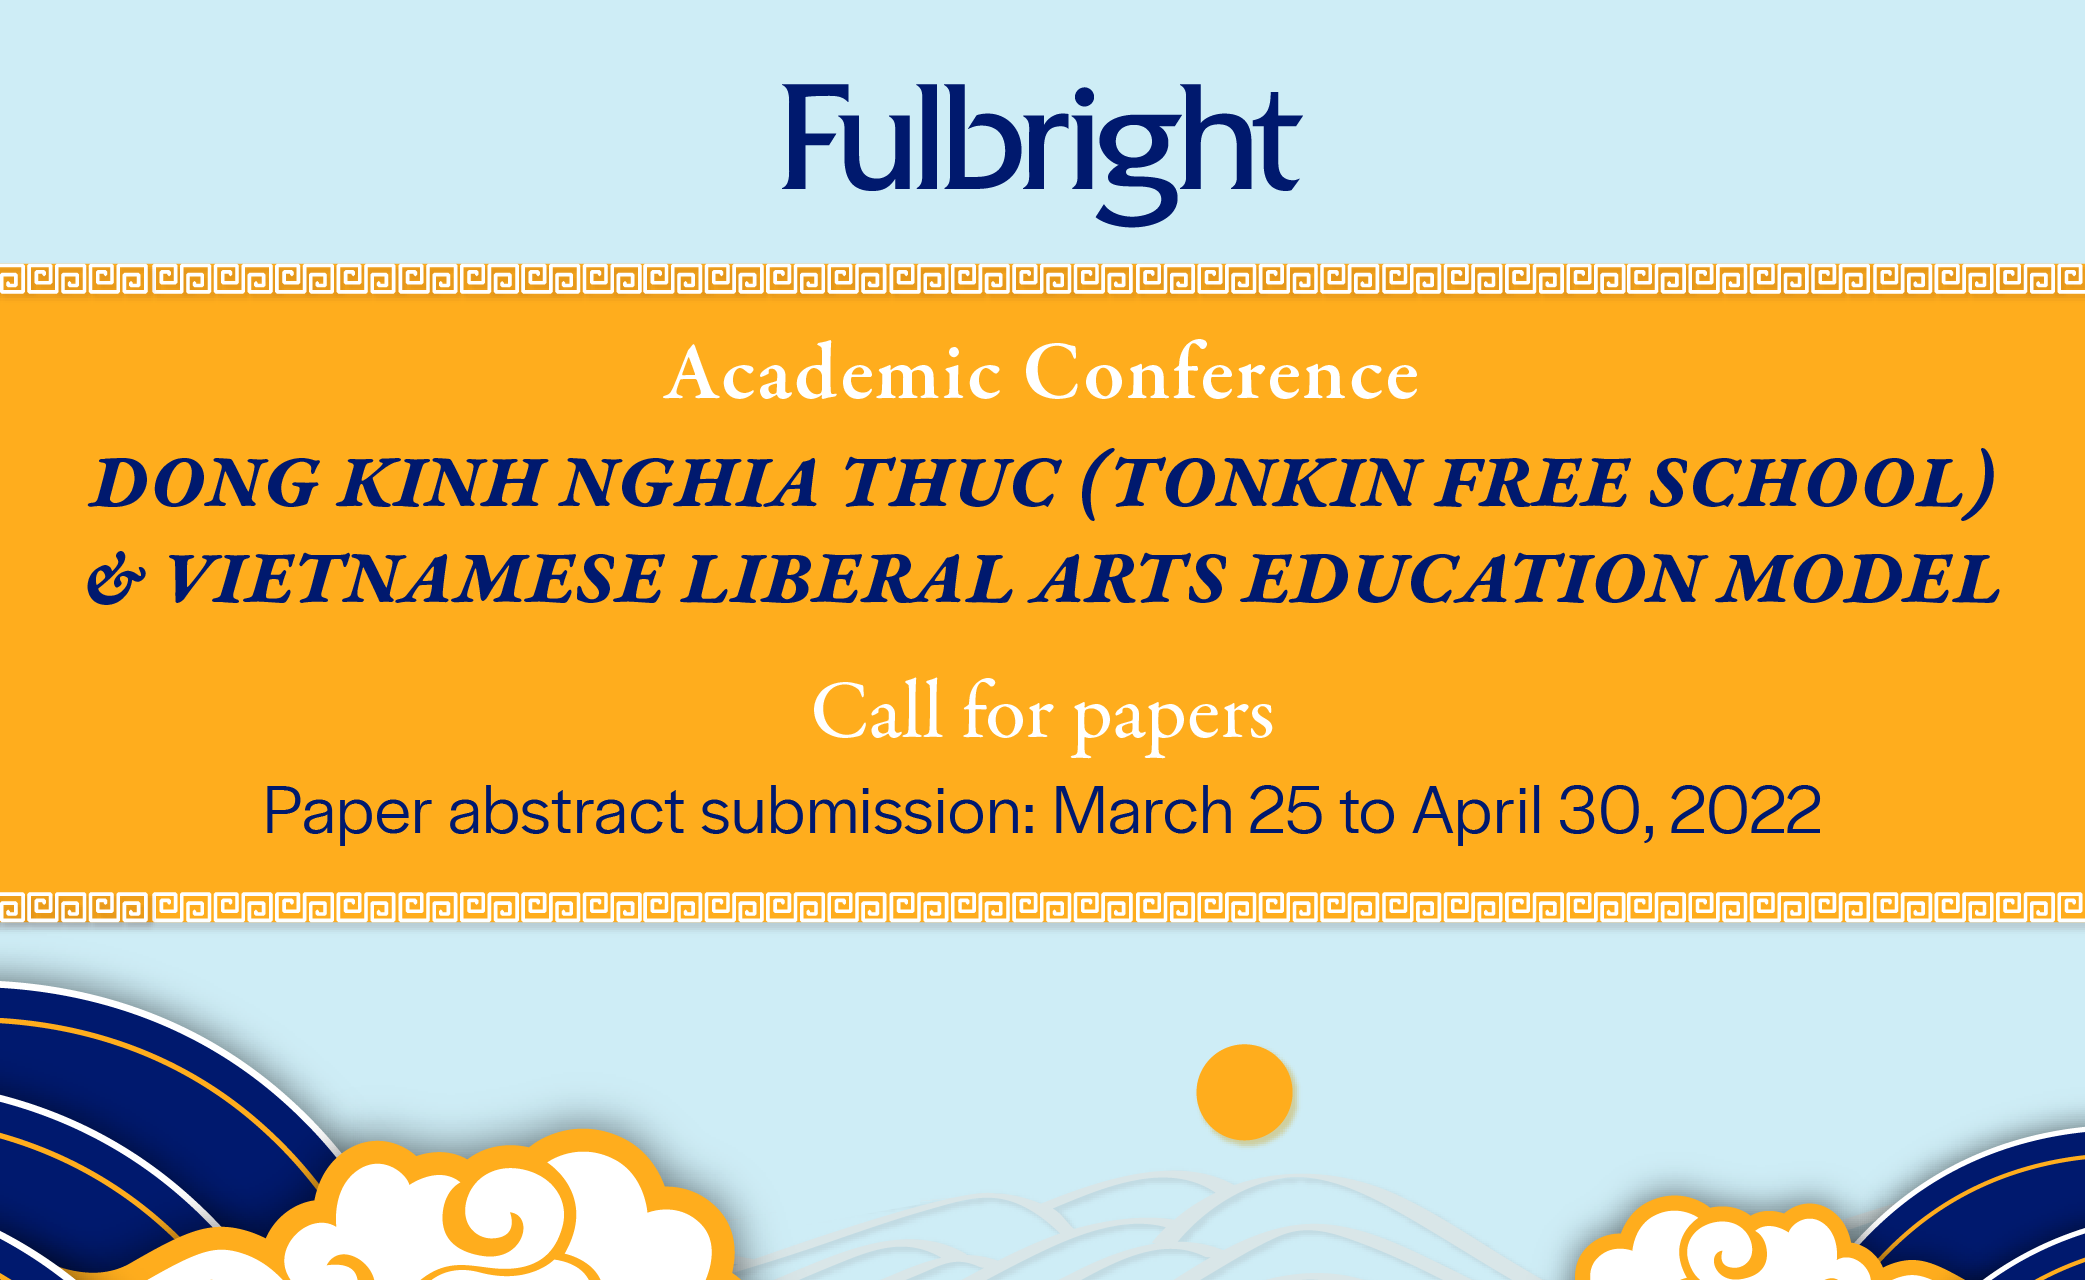 Fulbright
Academic Conference
DONG KINH NGHIA THUC (TONKIN FREE SCHOOL)
& VIETNAMESE LIBERAL ARTS EDUCATION MODEL
Call for papers
Paper abstract submission: March 25 to April 30, 2022